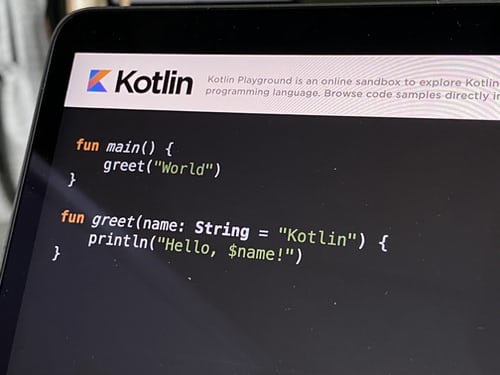 Kotlin
Kotlin Playground is an online sandbox to explore Kotlin
programming language. Browse code samples directly in
fun main() {
    greet("World")
}
fun greet(name: String = "Kotlin") {
    println("Hello, $name!")
}